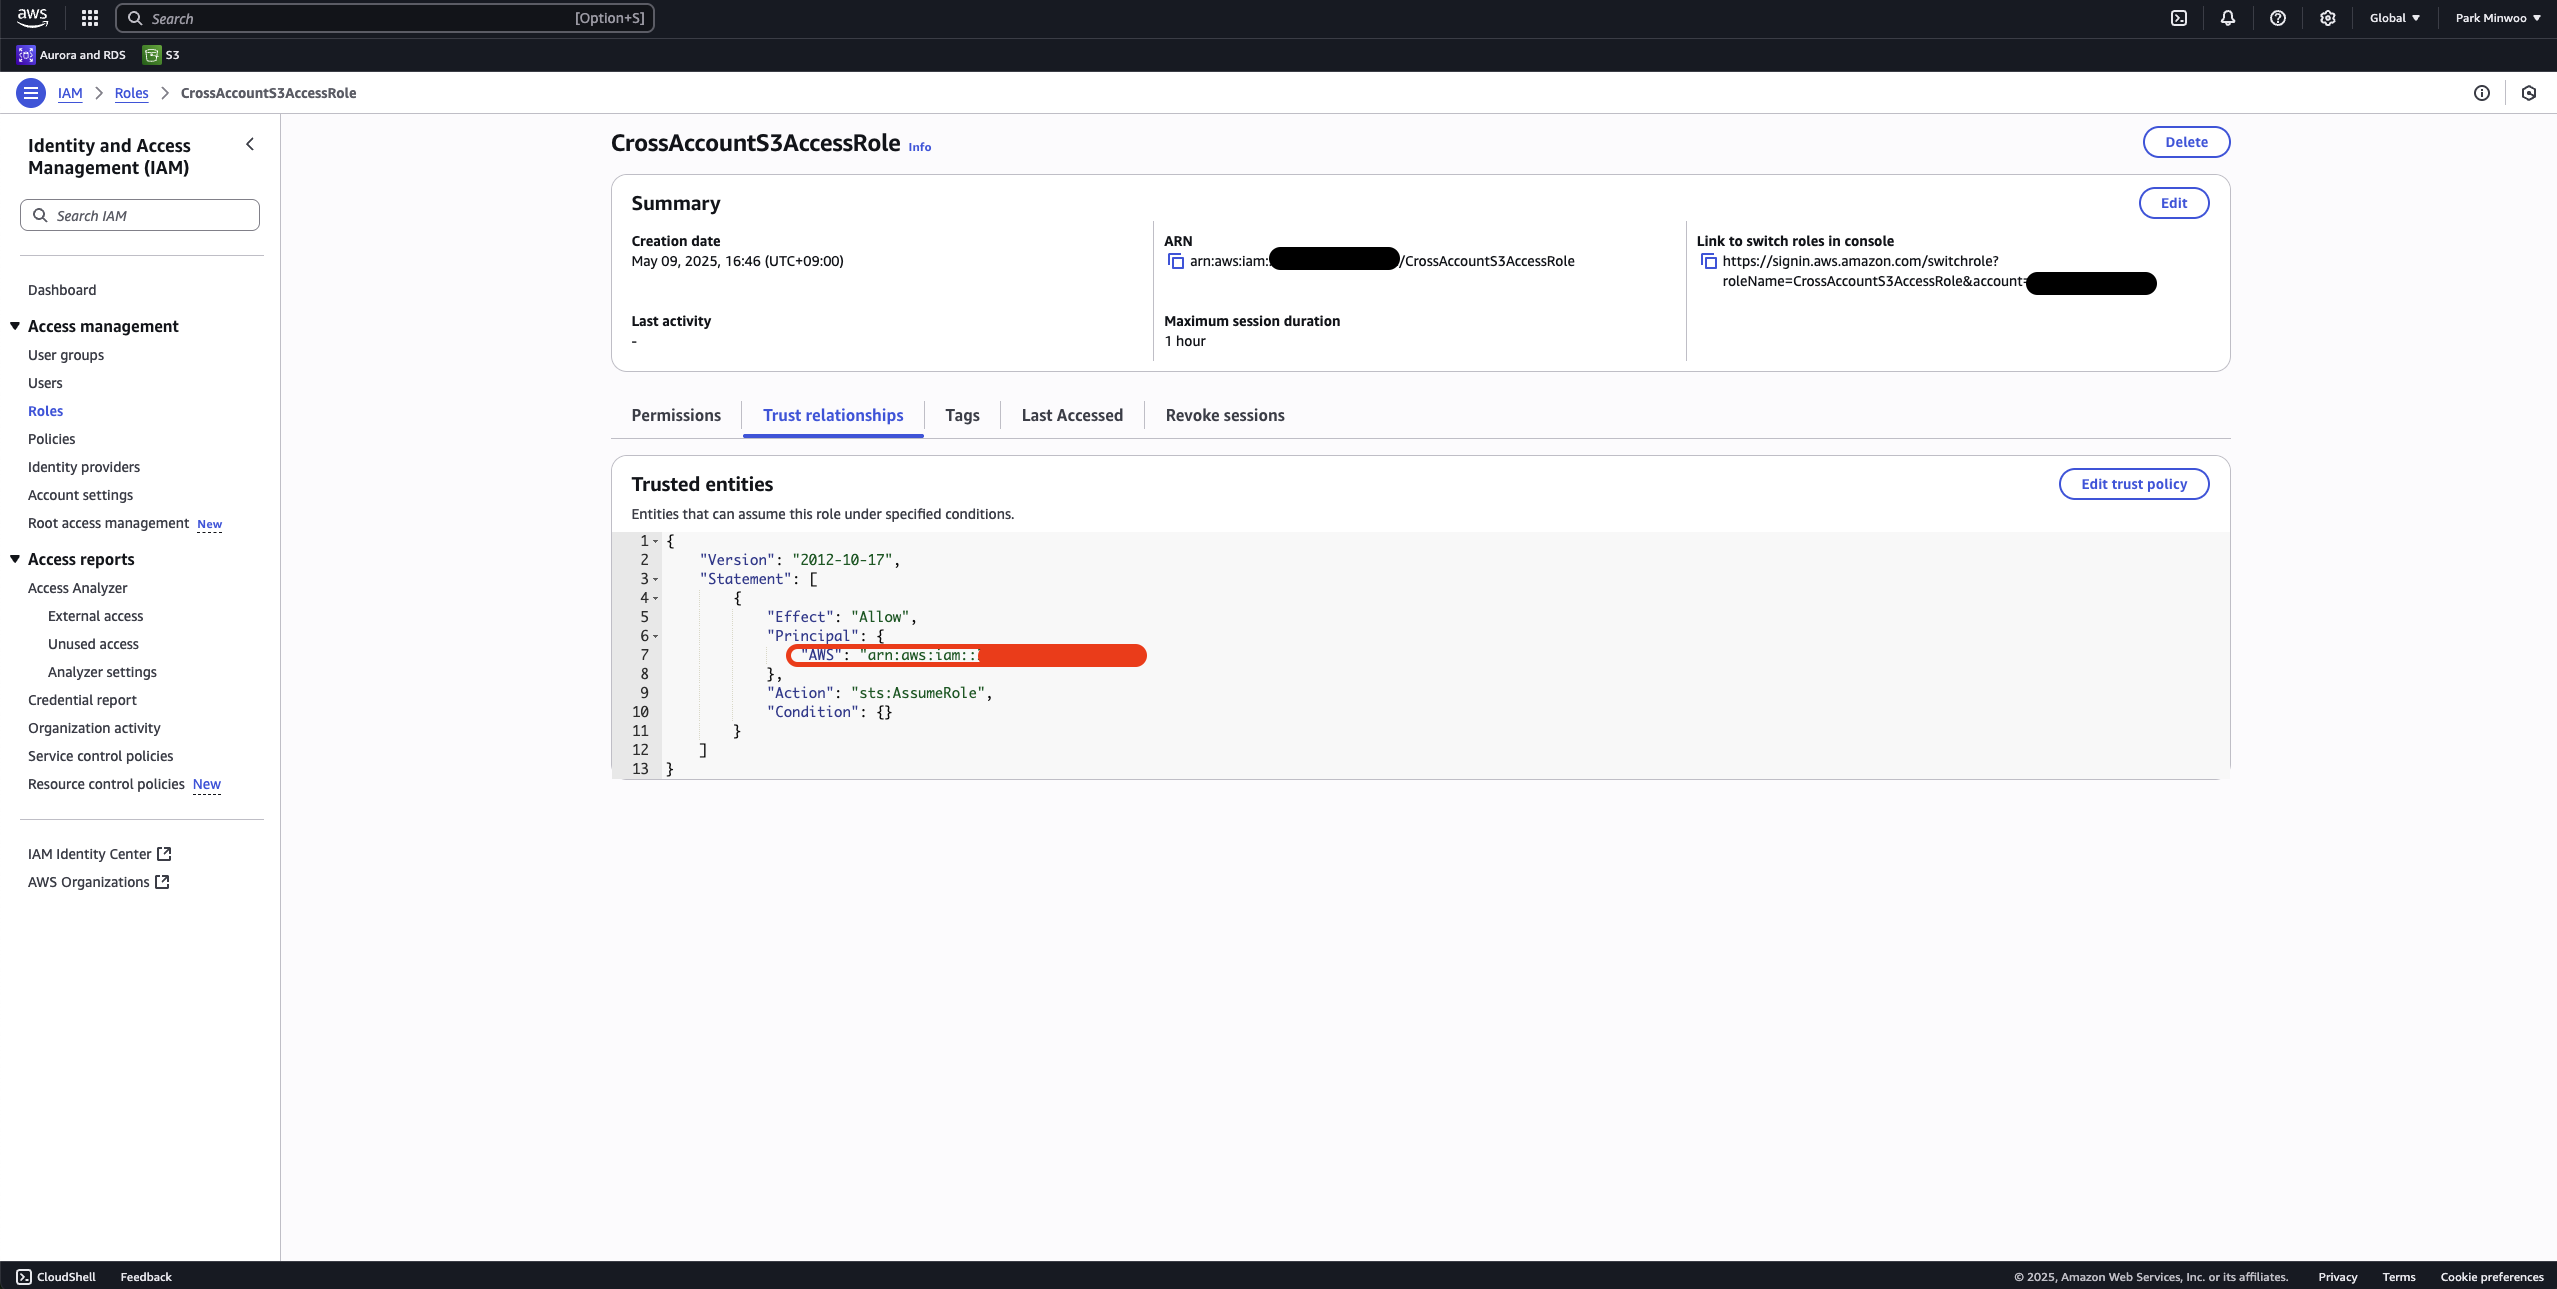 aws
Search [Option+S]
Global
Park Minwoo
Aurora and RDS
S3
IAM
Roles
CrossAccountS3AccessRole
Identity and Access
Management (IAM)
Search IAM
Dashboard
Access management
User groups
Users
Roles
Policies
Identity providers
Account settings
Root access management New
Access reports
Access Analyzer
External access
Unused access
Analyzer settings
Credential report
Organization activity
Service control policies
Resource control policies New
IAM Identity Center
AWS Organizations
CrossAccountS3AccessRole Info
Delete
Summary
Edit
Creation date
May 09, 2025, 16:46 (UTC+09:00)
Last activity
-
ARN
arn:aws:iam: /CrossAccountS3AccessRole
Maximum session duration
1 hour
Link to switch roles in console
https://signin.aws.amazon.com/switchrole?
roleName=CrossAccountS3AccessRole&account=
Permissions
Trust relationships
Tags
Last Accessed
Revoke sessions
Trusted entities
Edit trust policy
Entities that can assume this role under specified conditions.
1 {
2 "Version": "2012-10-17",
3 "Statement": [
4 {
5 "Effect": "Allow",
6 "Principal": {
7 "AWS": "arn:aws:iam::
8 },
9 "Action": "sts:AssumeRole",
10 "Condition": {}
11 }
12 ]
13 }
CloudShell
Feedback
© 2025, Amazon Web Services, Inc. or its affiliates.
Privacy
Terms
Cookie preferences